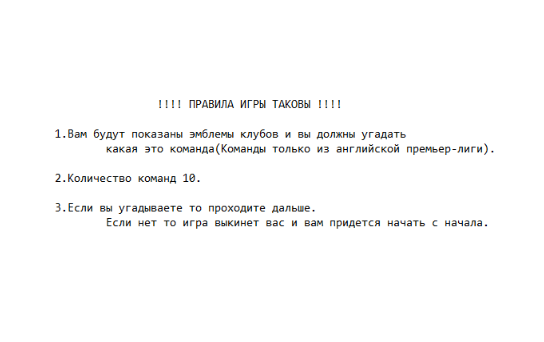 !!!! ПРАВИЛА ИГРЫ ТАКОВЫ !!!!
1.Вам будут показаны эмблемы клубов и вы должны угадать
какая это команда(Команды только из английской премьер-лиги).
2.Количество команд 10.
3.Если вы угадываете то проходите дальше.
Если нет то игра выкинет вас и вам придется начать с начала.